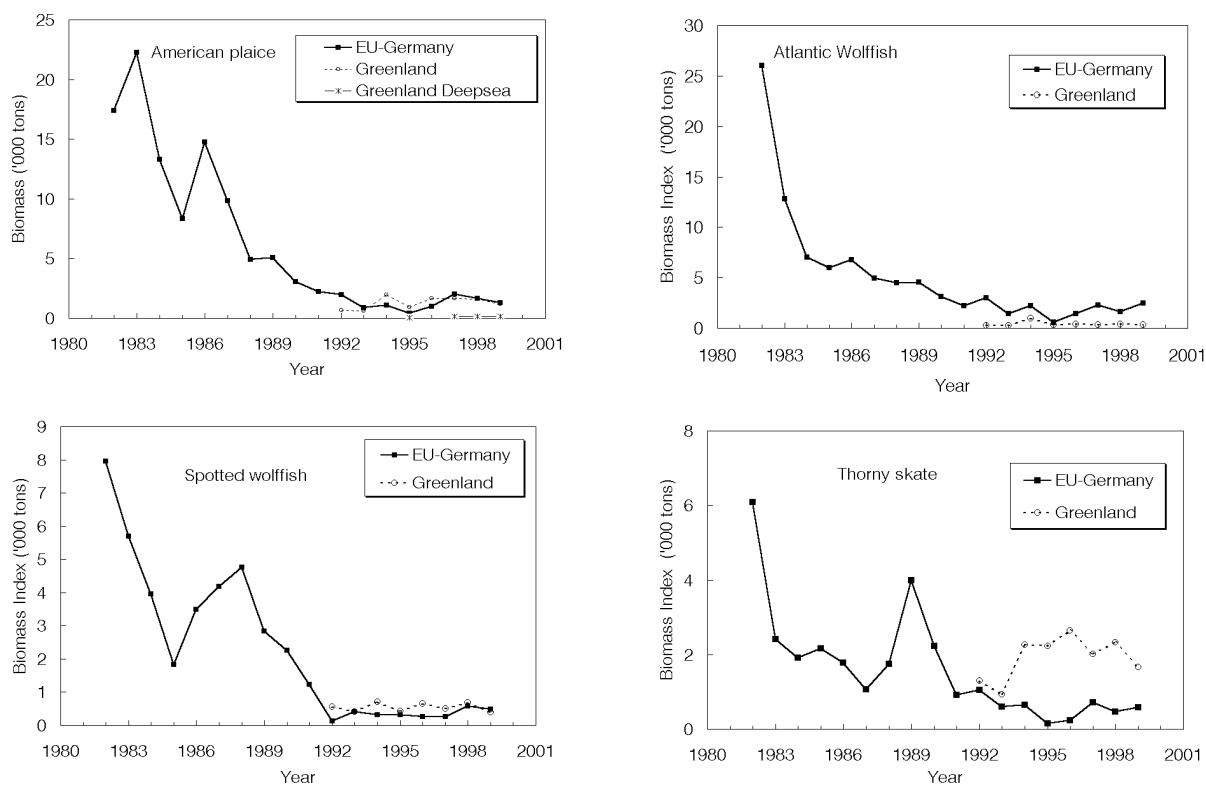 American plaice
EU-Germany
Greenland
Greenland Deepsea
Biomass ('000 tons)
25
20
15
10
5
0
1980 1983 1986 1989 1992 1995 1998 2001
Year
Atlantic Wolffish
EU-Germany
Greenland
Biomass Index ('000 tons)
30
25
20
15
10
5
0
1980 1983 1986 1989 1992 1995 1998 2001
Year
Spotted wolffish
EU-Germany
Greenland
Biomass Index ('000 tons)
9
8
7
6
5
4
3
2
1
0
1980 1983 1986 1989 1992 1995 1998 2001
Year
Thorny skate
EU-Germany
Greenland
Biomass Index ('000 tons)
8
6
4
2
0
1980 1983 1986 1989 1992 1995 1998 2001
Year